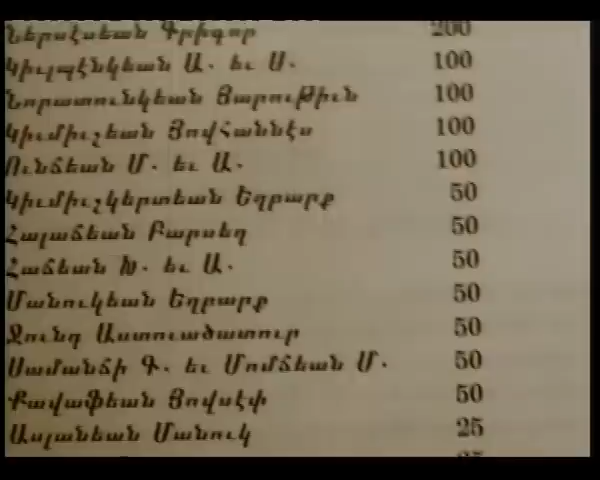 Ներսէսեան Գրիգոր 200
Կիւլպէնկեան Ա. եւ Ս. 100
Նորատունկեան Յարութիւն 100
Կիւմիւշեան Յովհաննէս 100
Ունճեան Մ. եւ Ա. 100
Կիւմիւշկերտեան Եղբարք 50
Հալաճեան Բարսեղ 50
Հաճեան Խ. եւ Ա. 50
Մանուկեան Եղբարք 50
Ջունդ Աստուածատուր 50
Սամանճի Գ. եւ Մոմճեան Մ. 50
Քավաֆեան Յովսէփ 50
Ասլանեան Մանուկ 25